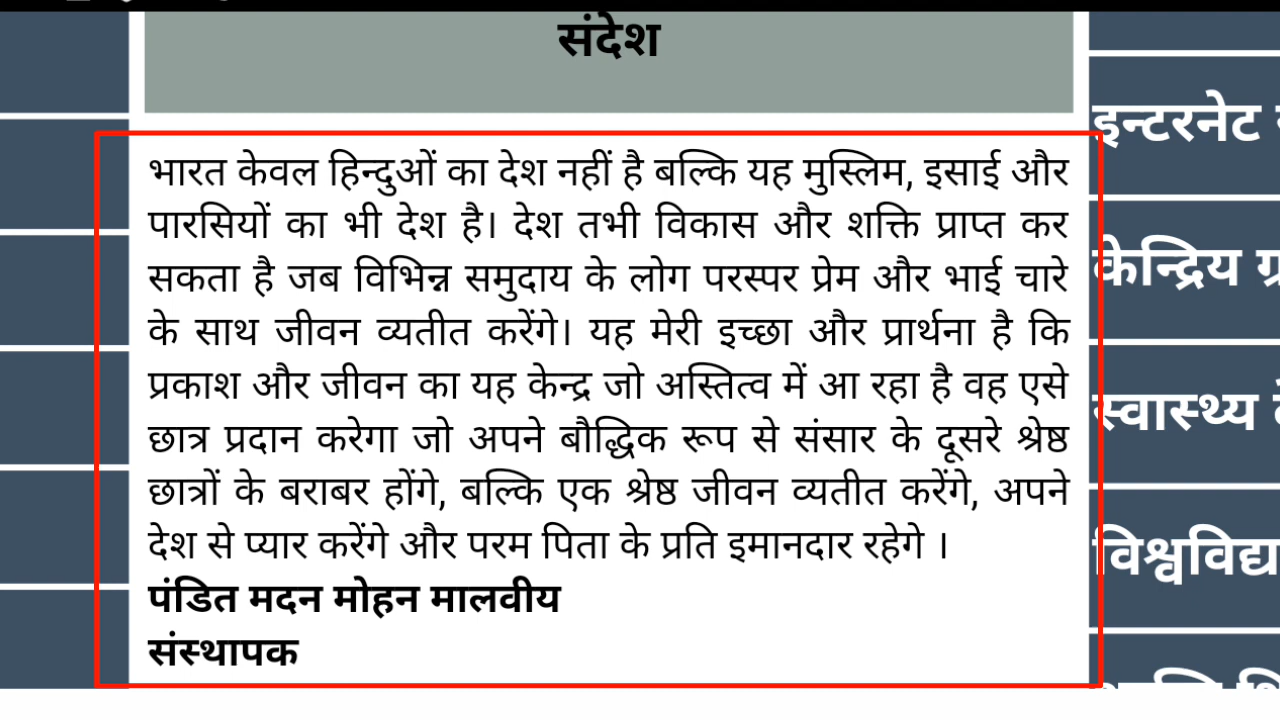 संदेश
भारत केवल हिन्दुओं का देश नहीं है बल्कि यह मुस्लिम, इसाई और
पारसियों का भी देश है। देश तभी विकास और शक्ति प्राप्त कर
सकता है जब विभिन्न समुदाय के लोग परस्पर प्रेम और भाई चारे
के साथ जीवन व्यतीत करेंगे। यह मेरी इच्छा और प्रार्थना है कि
प्रकाश और जीवन का यह केन्द्र जो अस्तित्व में आ रहा है वह एसे
छात्र प्रदान करेगा जो अपने बौद्धिक रूप से संसार के दूसरे श्रेष्ठ
छात्रों के बराबर होंगे, बल्कि एक श्रेष्ठ जीवन व्यतीत करेंगे, अपने
देश से प्यार करेंगे और परम पिता के प्रति इमानदार रहेगे ।
पंडित मदन मोहन मालवीय
संस्थापक
इन्टरनेट
केन्द्रिय
स्वास्थ्य